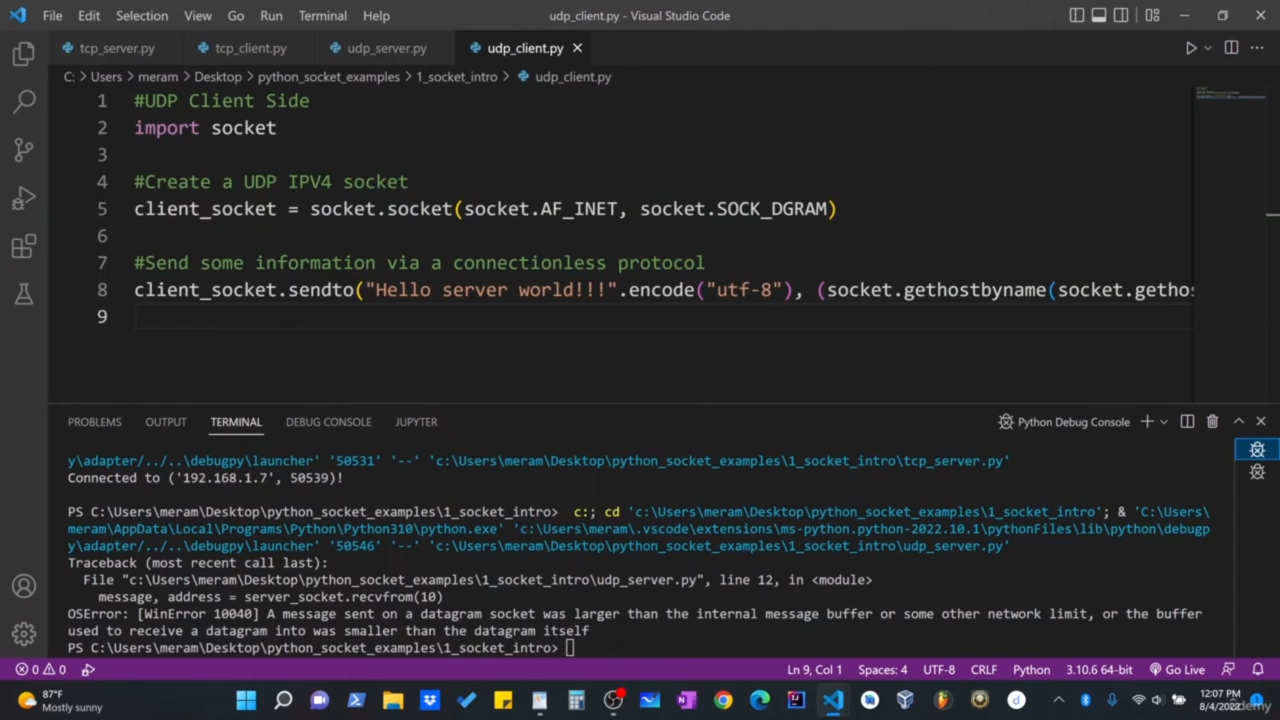 File Edit Selection View Go Run Terminal Help udp_client.py - Visual Studio Code
tcp_server.py tcp_client.py udp_server.py udp_client.py
C: > Users > meram > Desktop > python_socket_examples > 1_socket_intro > udp_client.py
1 #UDP Client Side
2 import socket
3
4 #Create a UDP IPV4 socket
5 client_socket = socket.socket(socket.AF_INET, socket.SOCK_DGRAM)
6
7 #Send some information via a connectionless protocol
8 client_socket.sendto("Hello server world!!!".encode("utf-8"), (socket.gethostbyname(socket.gethos
9
PROBLEMS OUTPUT TERMINAL DEBUG CONSOLE JUPYTER Python Debug Console
y\adapter/../..\debugpy\launcher' '50531' '--' 'c:\Users\meram\Desktop\python_socket_examples\1_socket_intro\tcp_server.py'
Connected to ('192.168.1.7', 50539)!
PS C:\Users\meram\Desktop\python_socket_examples\1_socket_intro> c:; cd 'c:\Users\meram\Desktop\python_socket_examples\1_socket_intro'; & 'C:\Users\
meram\AppData\Local\Programs\Python\Python310\python.exe' 'c:\Users\meram\.vscode\extensions\ms-python.python-2022.10.1\pythonFiles\lib\python\debugp
y\adapter/../..\debugpy\launcher' '50546' '--' 'c:\Users\meram\Desktop\python_socket_examples\1_socket_intro\udp_server.py'
Traceback (most recent call last):
File "c:\Users\meram\Desktop\python_socket_examples\1_socket_intro\udp_server.py", line 12, in <module>
message, address = server_socket.recvfrom(10)
OSError: [WinError 10040] A message sent on a datagram socket was larger than the internal message buffer or some other network limit, or the buffer
used to receive a datagram into was smaller than the datagram itself
PS C:\Users\meram\Desktop\python_socket_examples\1_socket_intro>
0 0 Ln 9, Col 1 Spaces: 4 UTF-8 CRLF Python 3.10.6 64-bit Go Live
87°F
Mostly sunny
12:07 PM
8/4/2022